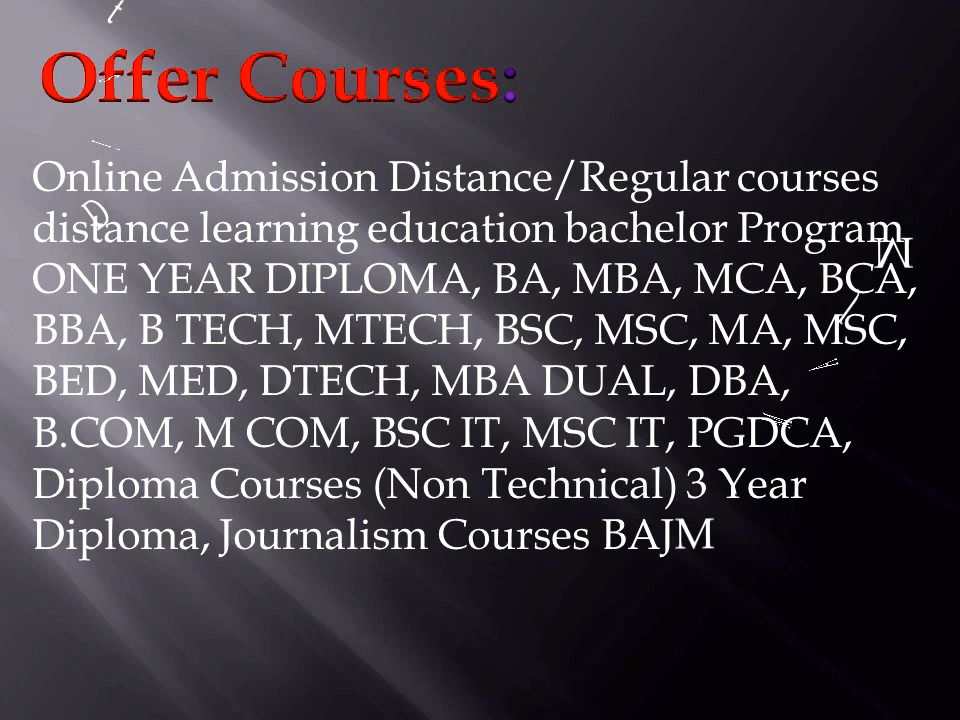 Offer Courses:
Online Admission Distance/Regular courses
distance learning education bachelor Program
ONE YEAR DIPLOMA, BA, MBA, MCA, BCA,
BBA, B TECH, MTECH, BSC, MSC, MA, MSC,
BED, MED, DTECH, MBA DUAL, DBA,
B.COM, M COM, BSC IT, MSC IT, PGDCA,
Diploma Courses (Non Technical) 3 Year
Diploma, Journalism Courses BAJM